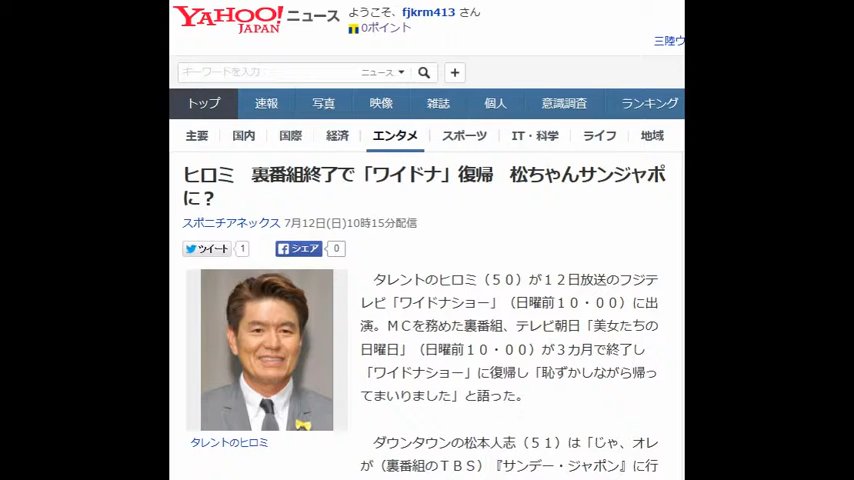 YAHOO! JAPAN ニュース
ようこそ、fjkrm413 さん
0ポイント
三陸ウ
キーワードを入力 ニュース
トップ 速報 写真 映像 雑誌 個人 意識調査 ランキング
主要 国内 国際 経済 エンタメ スポーツ IT・科学 ライフ 地域
ヒロミ 裏番組終了で「ワイドナ」復帰 松ちゃんサンジャポ
に？
スポニチアネックス 7月12日(日)10時15分配信
ツイート 1 シェア 0
タレントのヒロミ（５０）が１２日放送のフジテ
レビ「ワイドナショー」（日曜前１０・００）に出
演。ＭＣを務めた裏番組、テレビ朝日「美女たちの
日曜日」（日曜前１０・００）が３カ月で終了し
「ワイドナショー」に復帰し「恥ずかしながら帰っ
てまいりました」と語った。
タレントのヒロミ
ダウンタウンの松本人志（５１）は「じゃ、オレ
が（裏番組のＴＢＳ）『サンデー・ジャポン』に行